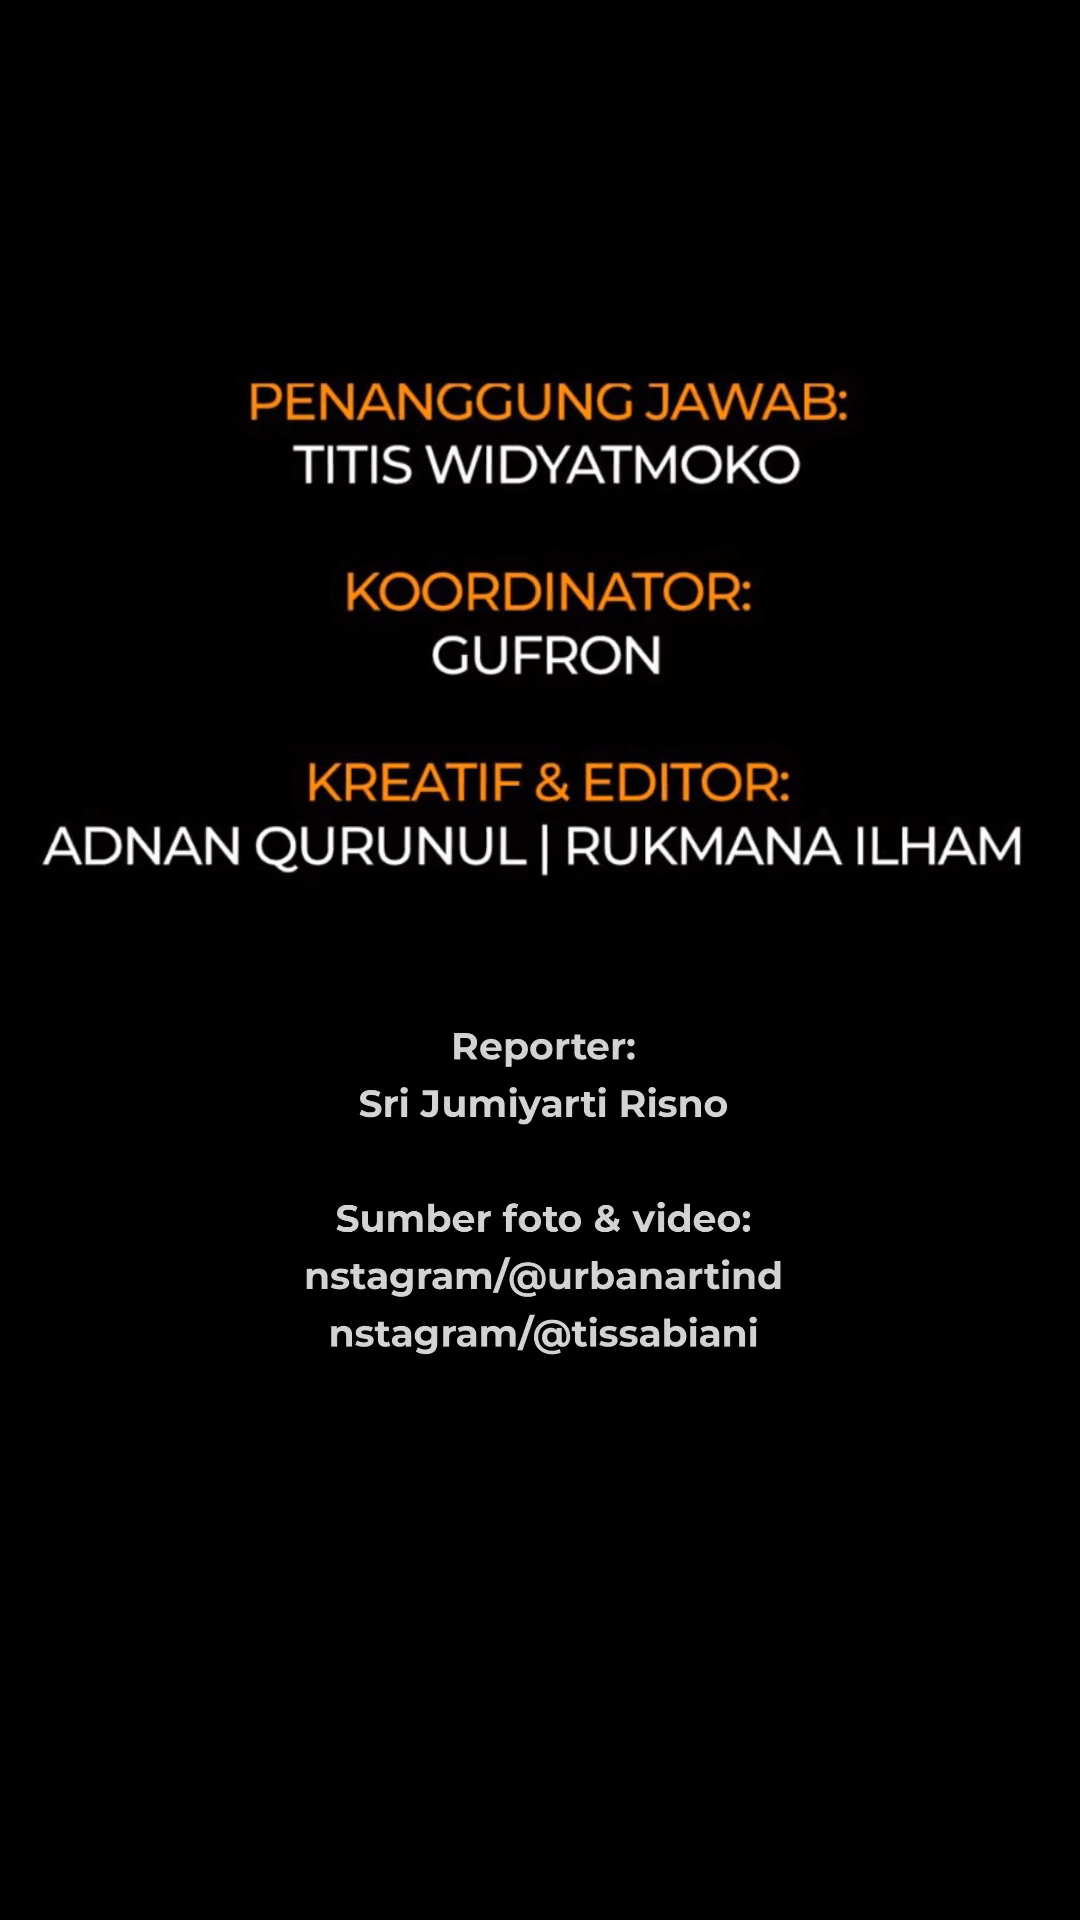 PENANGGUNG JAWAB:
TITIS WIDYATMOKO
KOORDINATOR:
GUFRON
KREATIF & EDITOR:
ADNAN QURUNUL | RUKMANA ILHAM
Reporter:
Sri Jumiyarti Risno
Sumber foto & video:
nstagram/@urbanartind
nstagram/@tissabiani